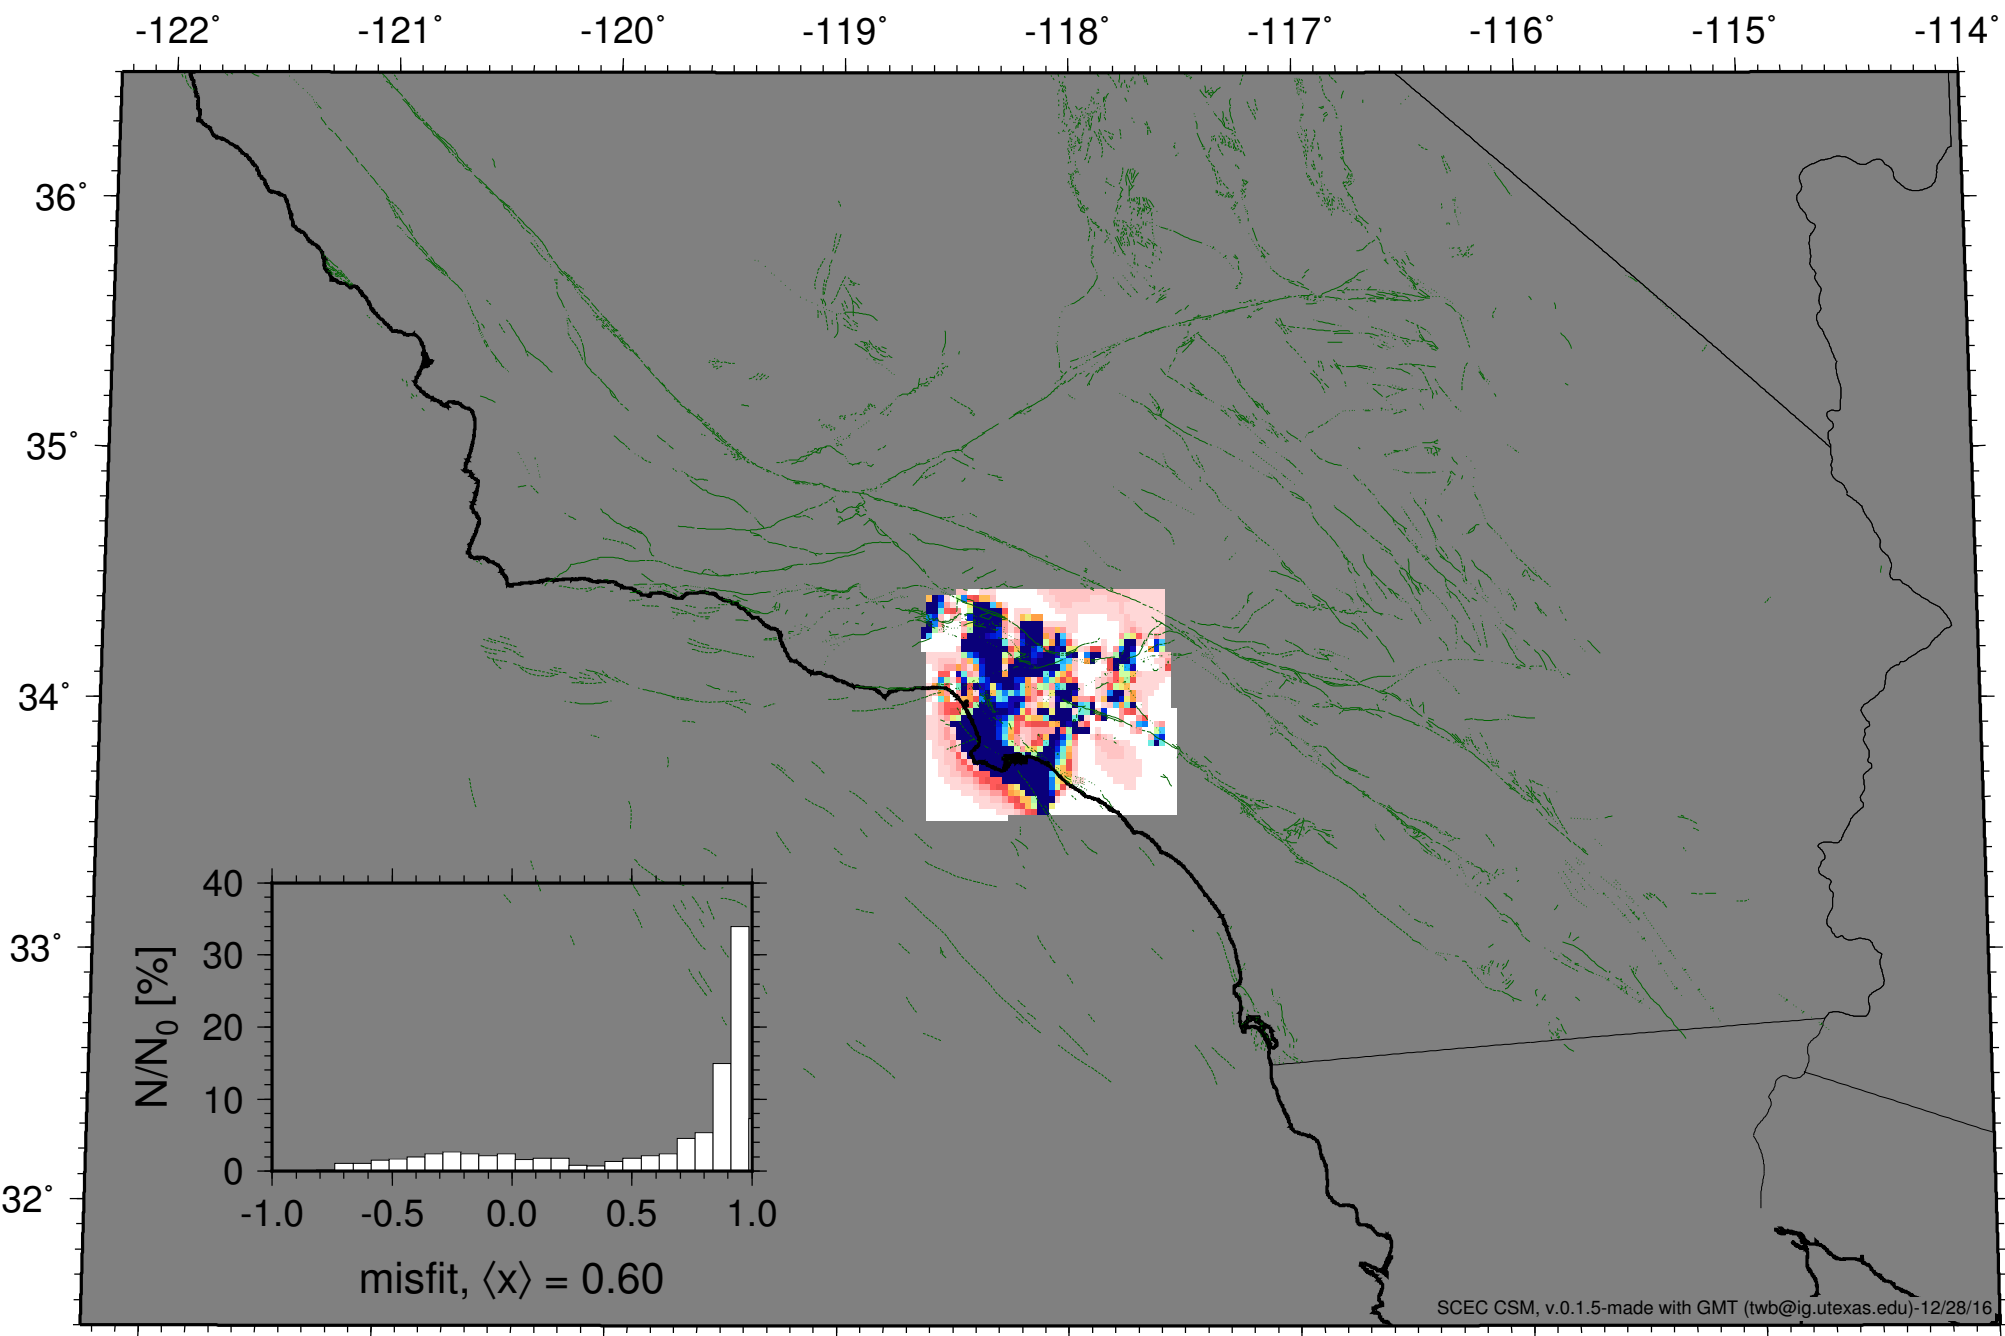 -122° -121° -120° -119° -118° -117° -116° -115° -114°
36°
35°
34°
33°
32°
40
30
20
10
0
N/N0 [%]
-1.0 -0.5 0.0 0.5 1.0
misfit, ⟨x⟩ = 0.60
SCEC CSM, v.0.1.5-made with GMT (twb@ig.utexas.edu)-12/28/16